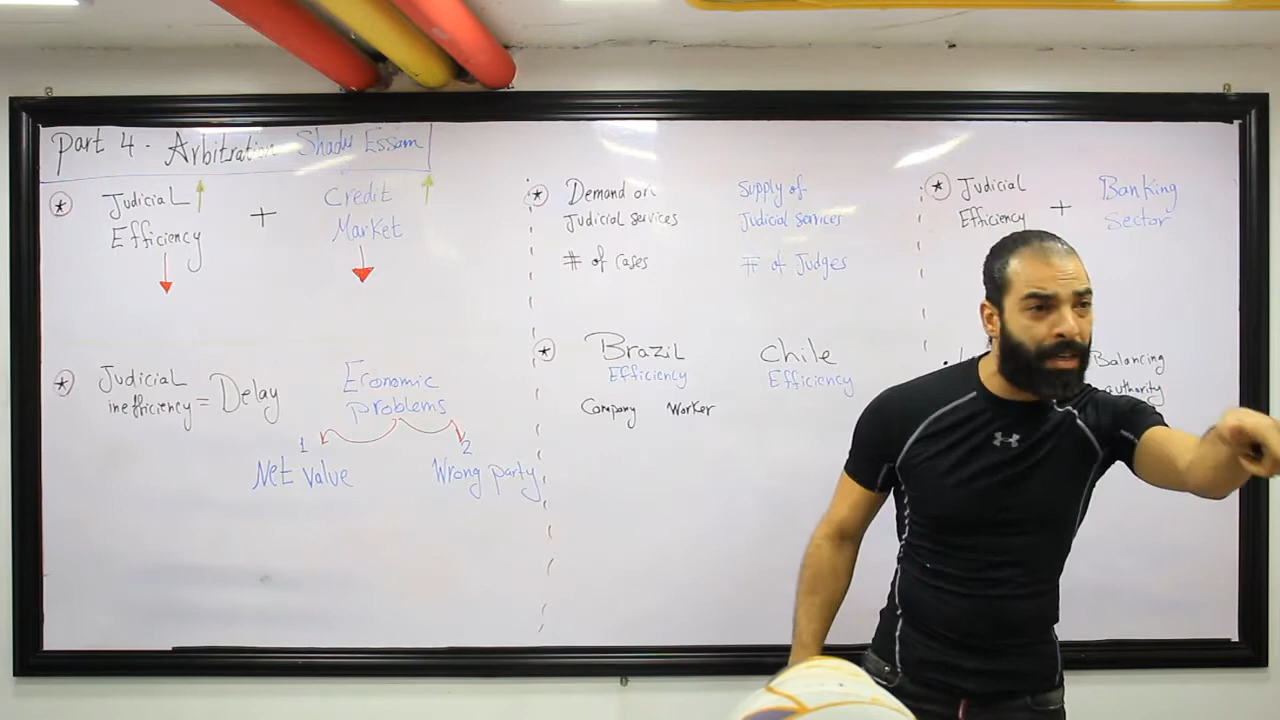 Part 4 - Arbitration Shady Essam
Judicial
Efficiency
+
Credit
Market
Judicial
inefficiency = Delay
Economic
problems
1
Net value
2
Wrong party
Demand on
Judicial services
# of Cases
Supply of
Judicial services
# of Judges
Brazil
Efficiency
Company Worker
Chile
Efficiency
Judicial
Efficiency
+
Banking
Sector
Balancing
authority